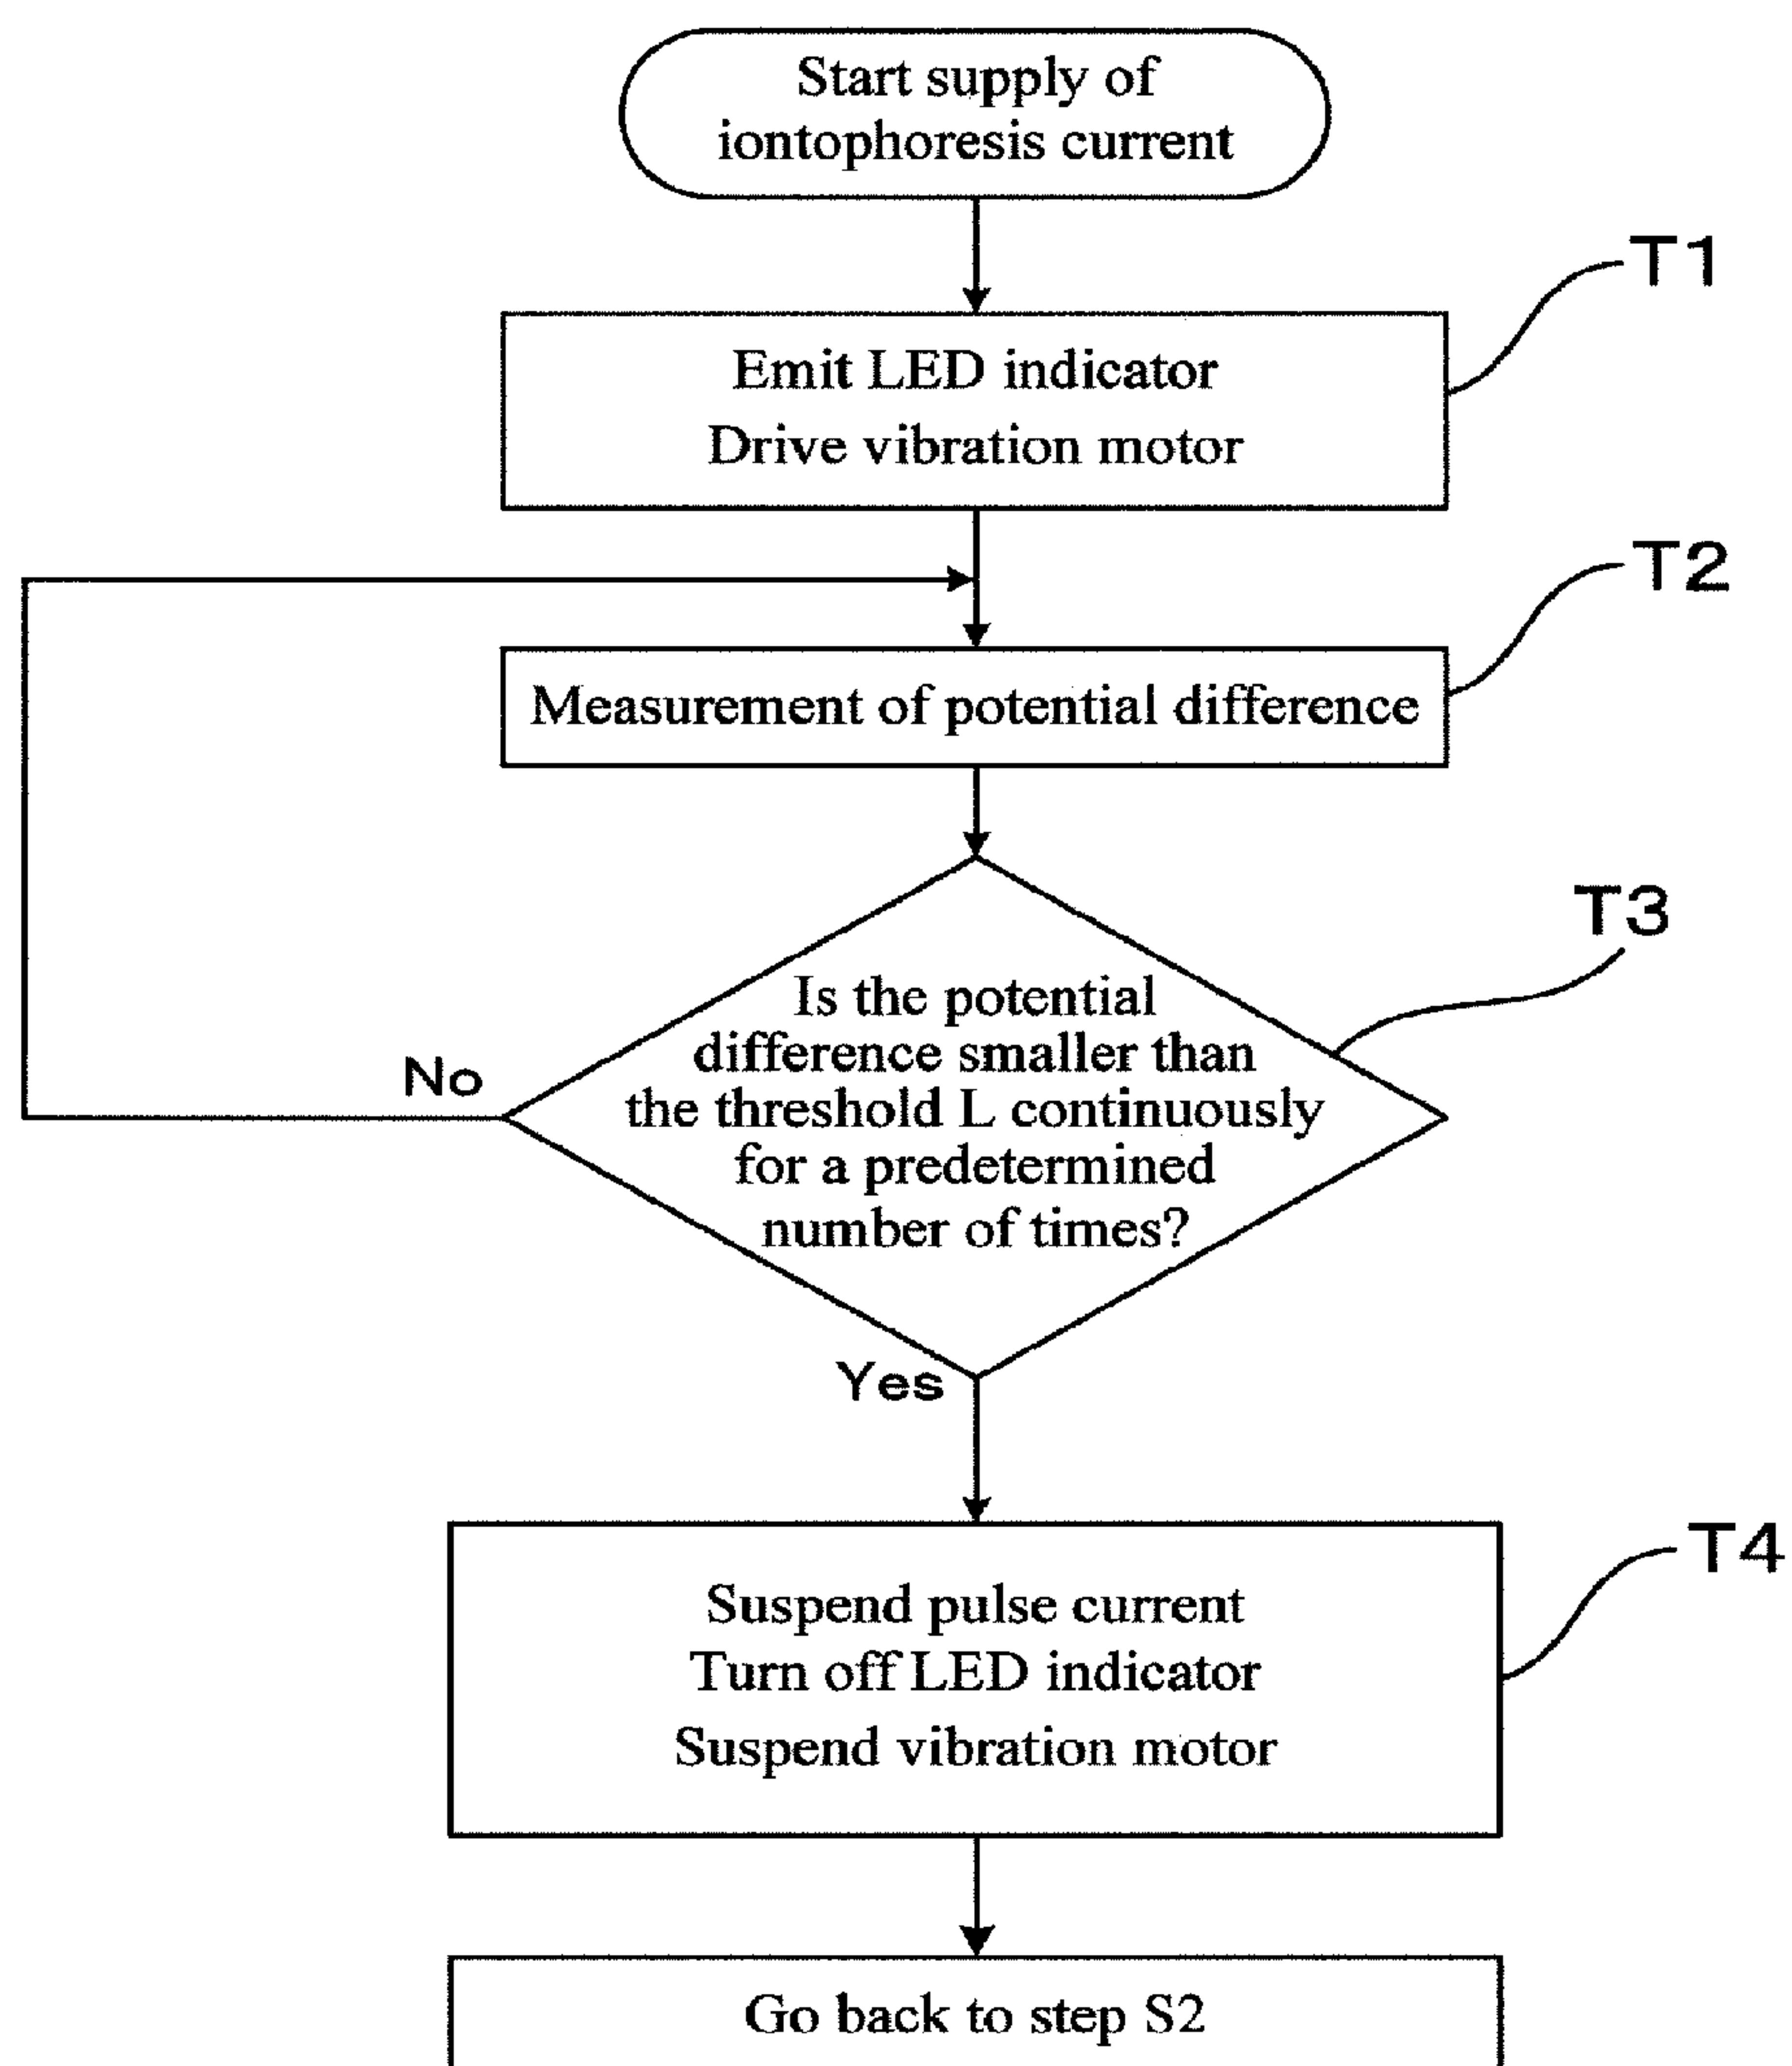 Start supply of
iontophoresis current
T1
Emit LED indicator
Drive vibration motor
T2
Measurement of potential difference
T3
Is the potential
difference smaller than
the threshold L continuously
for a predetermined
number of times?
No
Yes
T4
Suspend pulse current
Turn off LED indicator
Suspend vibration motor
Go back to step S2